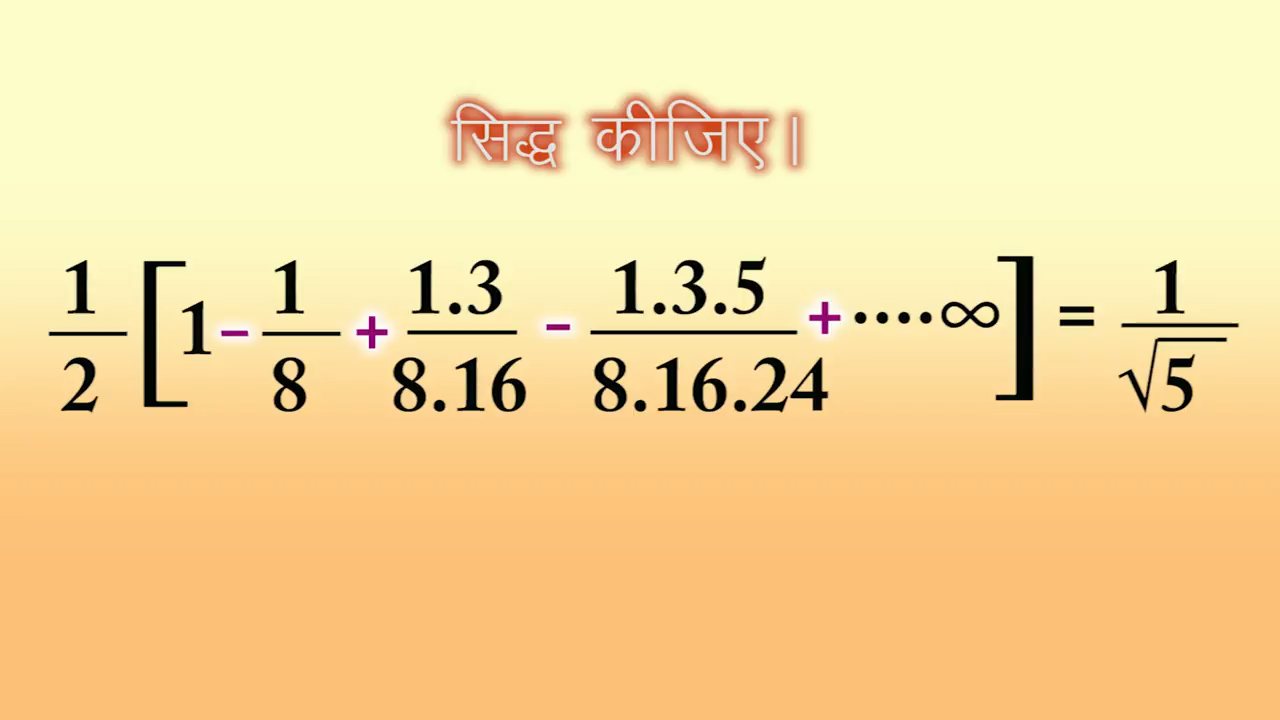 सिद्ध कीजिए।
1/2 [1 - 1/8 + 1.3/8.16 - 1.3.5/8.16.24 + ....∞] = 1/√5